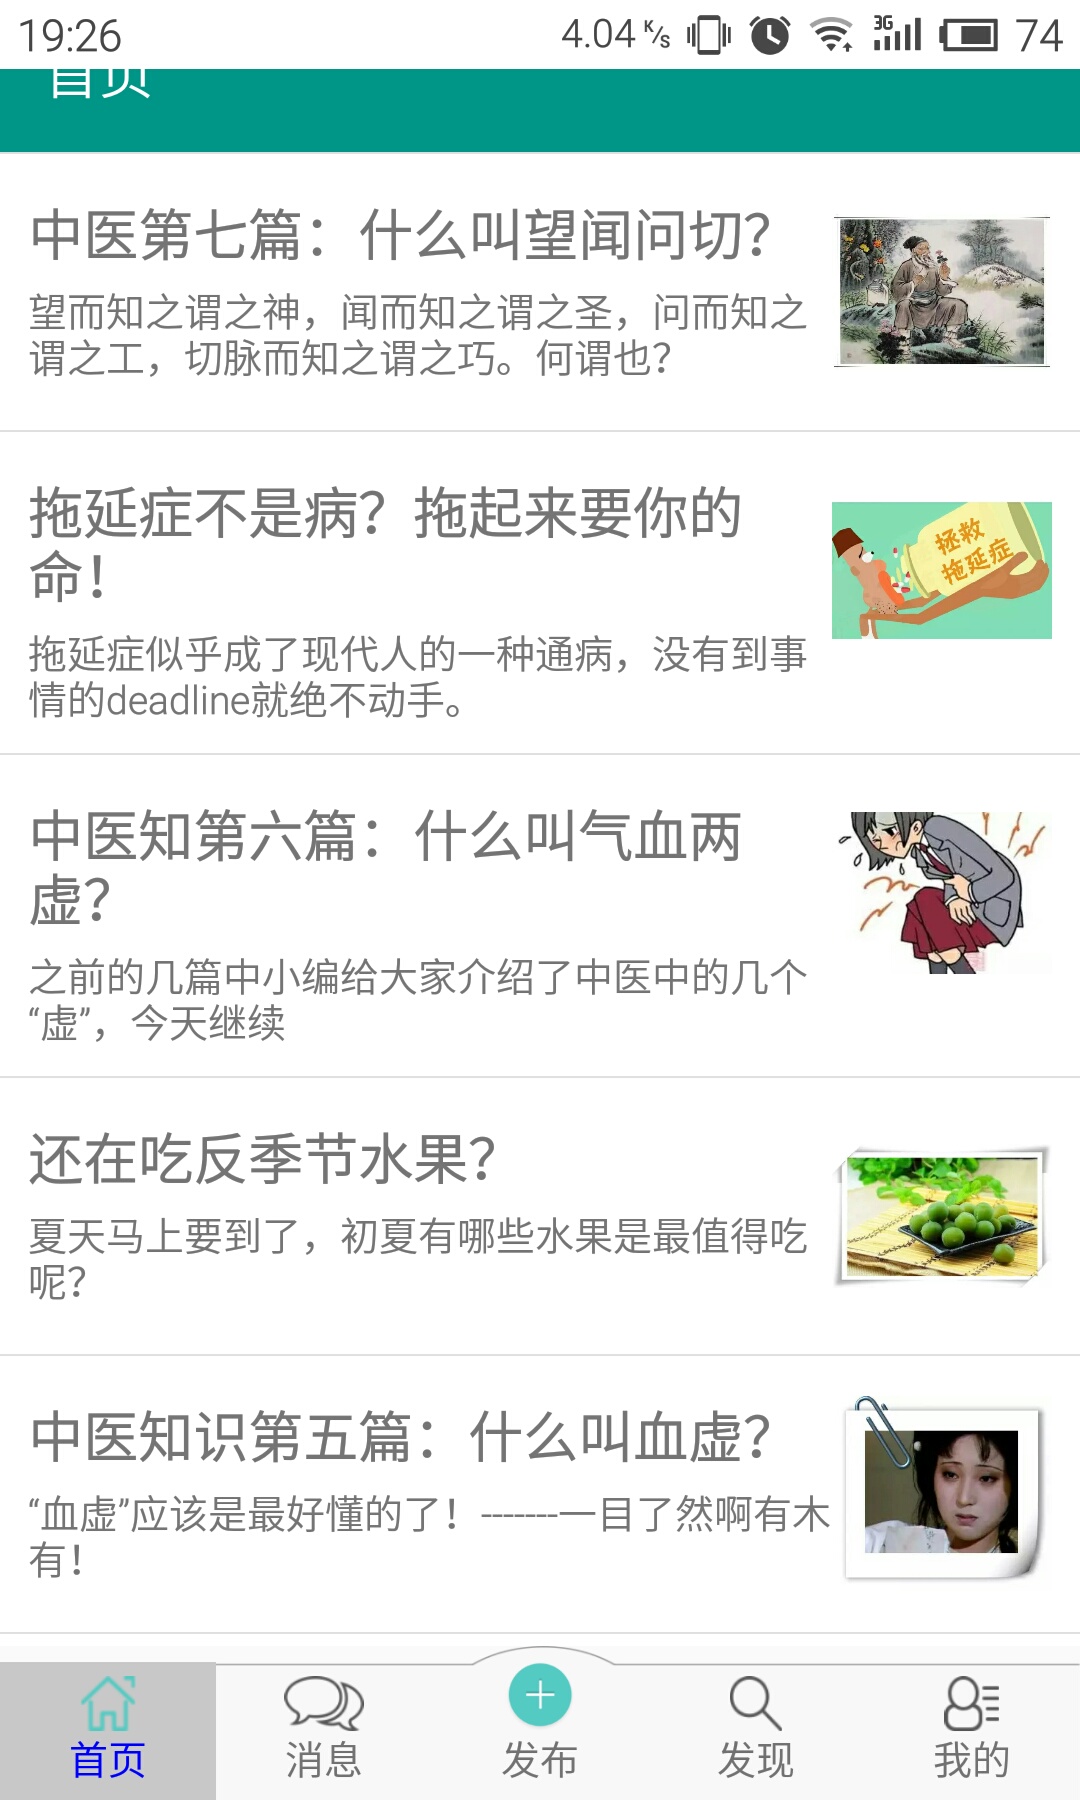 19:26
4.04 K/s
3G
74
首页
中医第七篇：什么叫望闻问切？
望而知之谓之神，闻而知之谓之圣，问而知之
谓之工，切脉而知之谓之巧。何谓也？
拖延症不是病？拖起来要你的
命！
拯救
拖延症
拖延症似乎成了现代人的一种通病，没有到事
情的deadline就绝不动手。
中医知第六篇：什么叫气血两
虚？
之前的几篇中小编给大家介绍了中医中的几个
“虚”，今天继续
还在吃反季节水果？
夏天马上要到了，初夏有哪些水果是最值得吃
呢？
中医知识第五篇：什么叫血虚？
“血虚”应该是最好懂的了！-------一目了然啊有木
有！
首页
消息
发布
发现
我的